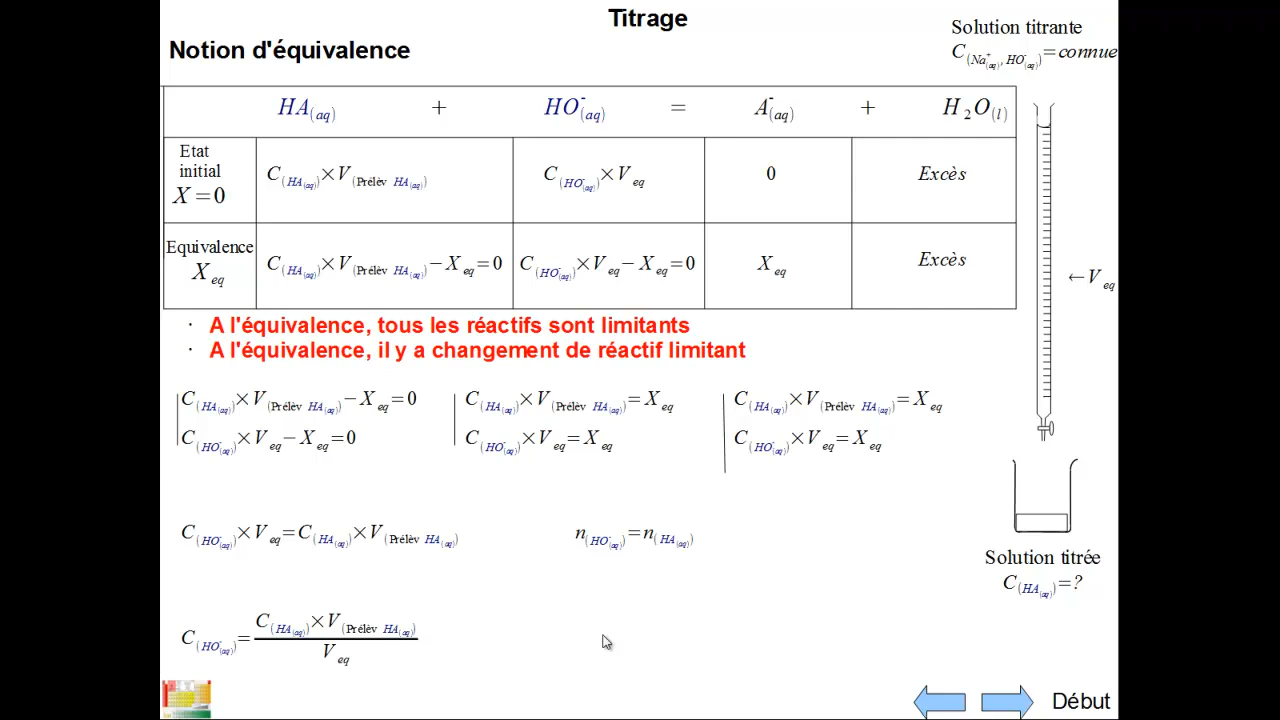 Titrage
Notion d'équivalence
Solution titrante
C(Na+(aq), HO-(aq))=connue
HA(aq) + HO-(aq) = A-(aq) + H2O(l)
Etat initial X=0
C(HA(aq))×V(Prélèv HA(aq))
C(HO-(aq))×Veq
0
Excès
Equivalence Xeq
C(HA(aq))×V(Prélèv HA(aq))−Xeq=0
C(HO-(aq))×Veq−Xeq=0
Xeq
Excès
←Veq
· A l'équivalence, tous les réactifs sont limitants
· A l'équivalence, il y a changement de réactif limitant
C(HA(aq))×V(Prélèv HA(aq))−Xeq=0
C(HO-(aq))×Veq−Xeq=0
C(HA(aq))×V(Prélèv HA(aq))=Xeq
C(HO-(aq))×Veq=Xeq
C(HA(aq))×V(Prélèv HA(aq))=Xeq
C(HO-(aq))×Veq=Xeq
C(HO-(aq))×Veq=C(HA(aq))×V(Prélèv HA(aq))
n(HO-(aq))=n(HA(aq))
Solution titrée
C(HA(aq))=?
C(HO-(aq))=C(HA(aq))×V(Prélèv HA(aq))
Veq
Début